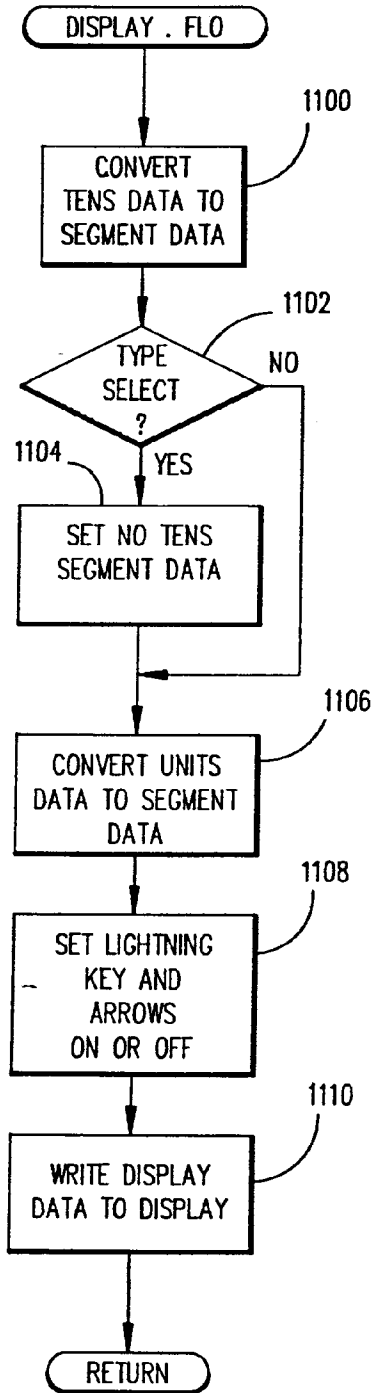 DISPLAY . FLO
1100
CONVERT
TENS DATA TO
SEGMENT DATA
1102
TYPE
SELECT
?
NO
YES
1104
SET NO TENS
SEGMENT DATA
1106
CONVERT UNITS
DATA TO SEGMENT
DATA
1108
SET LIGHTNING
KEY AND
ARROWS
ON OR OFF
1110
WRITE DISPLAY
DATA TO DISPLAY
RETURN